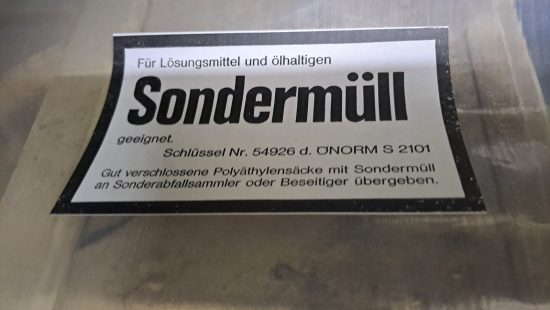 Für Lösungsmittel und ölhaltigen
Sondermüll
geeignet.
Schlüssel Nr. 54926 d. ÖNORM S 2101
Gut verschlossene Polyäthylensäcke mit Sondermüll
an Sonderabfallsammler oder Beseitiger übergeben.